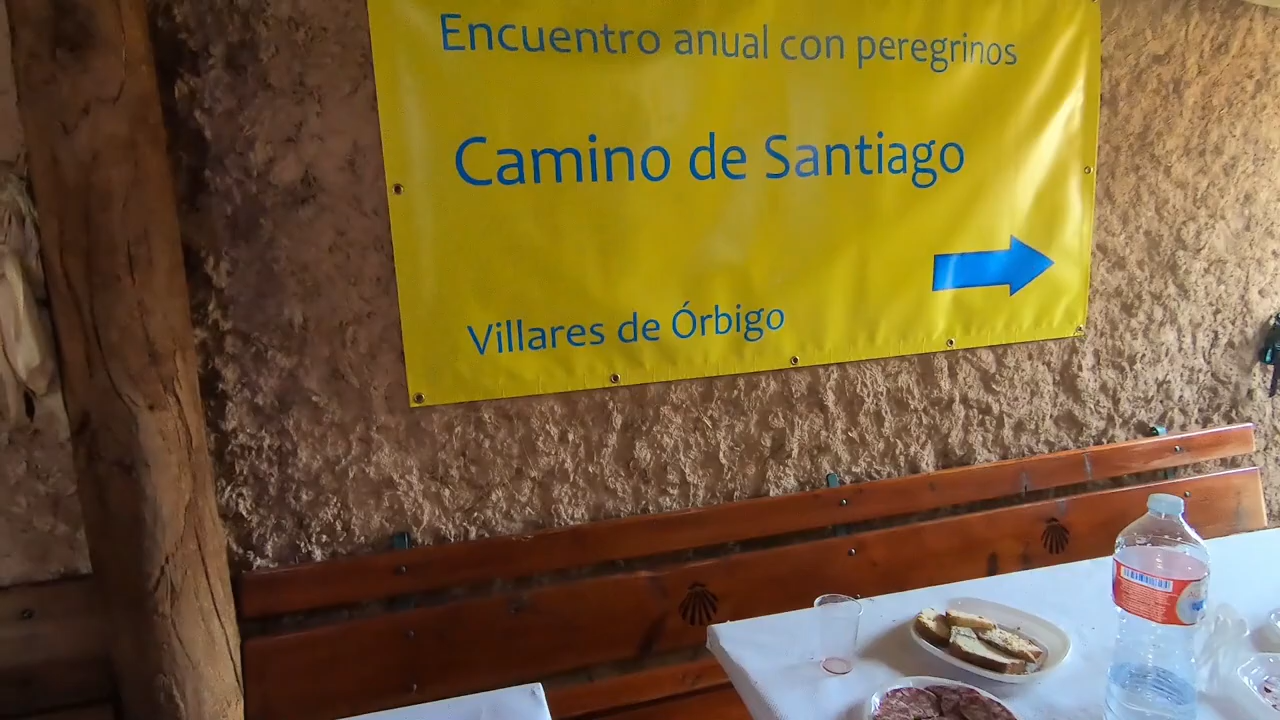 Encuentro anual con peregrinos
Camino de Santiago
Villares de Órbigo